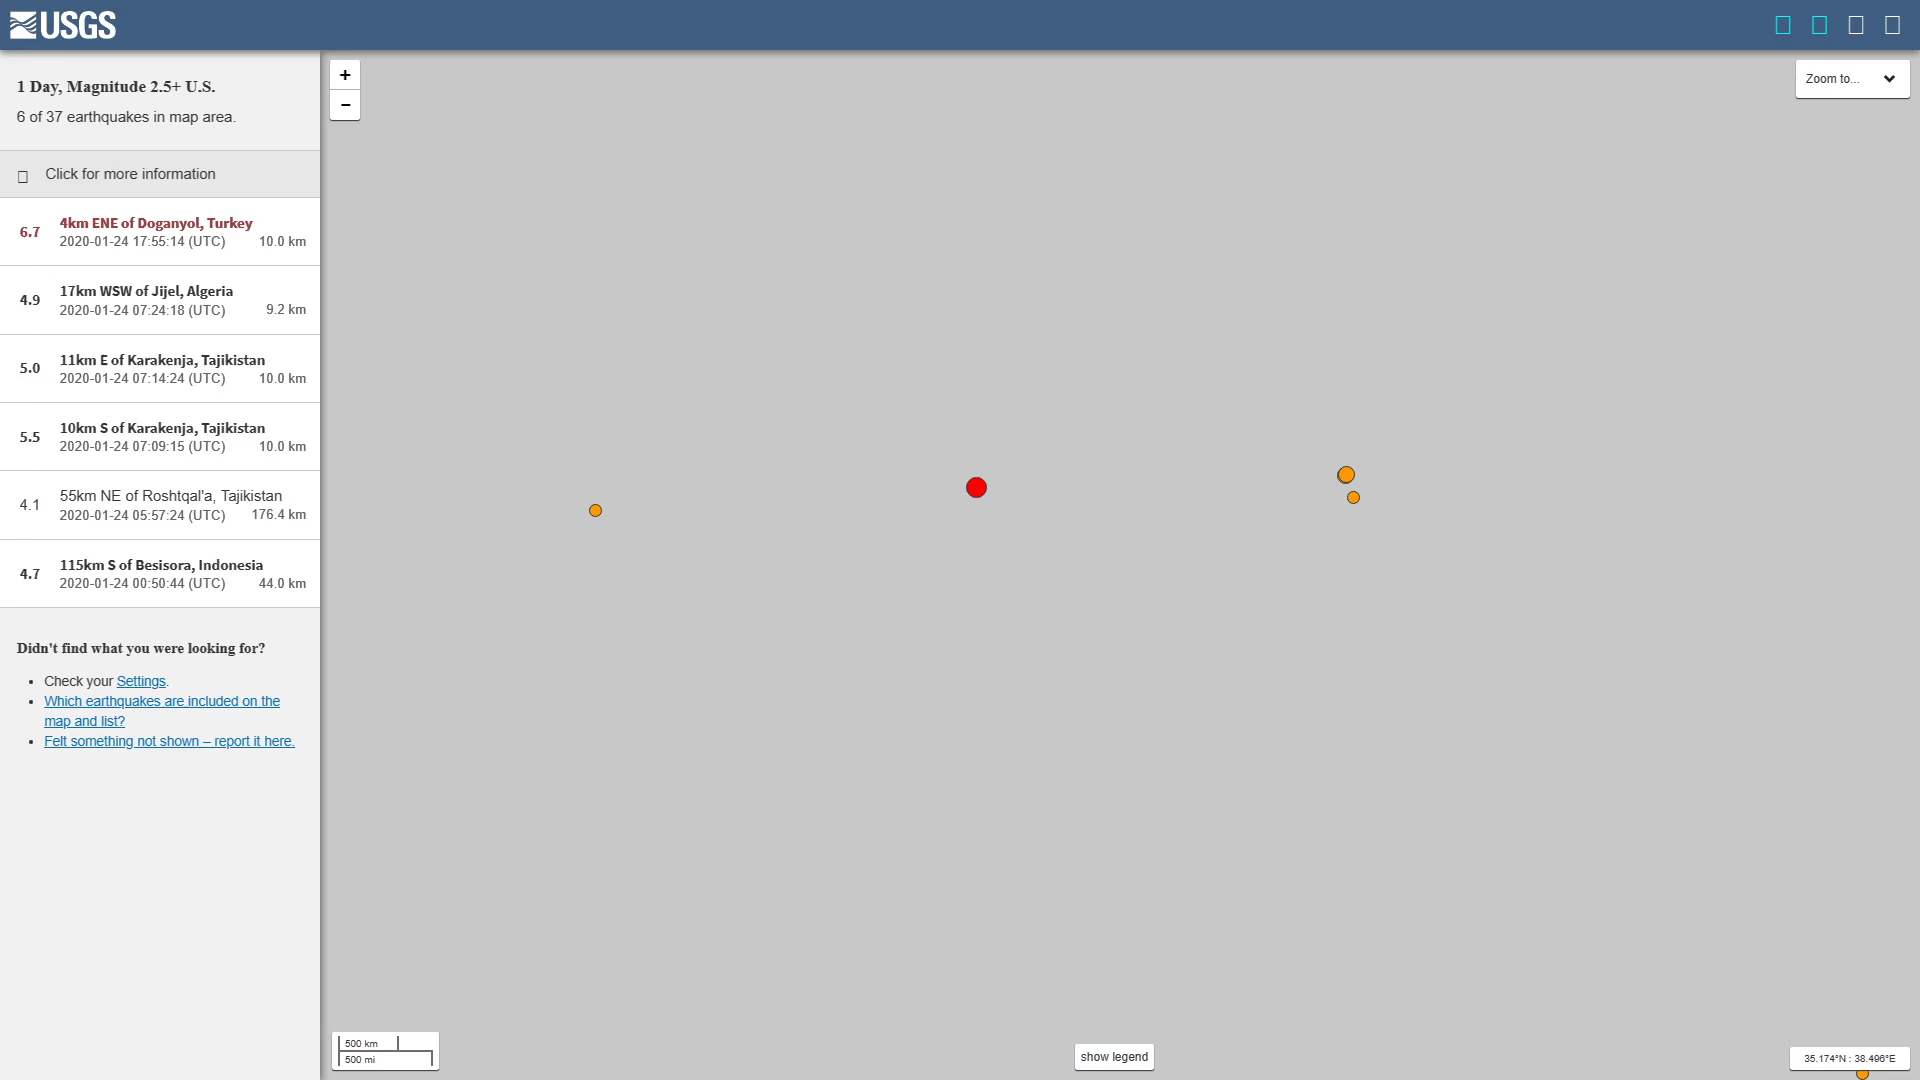 USGS
1 Day, Magnitude 2.5+ U.S.
6 of 37 earthquakes in map area.
Click for more information
6.7
4km ENE of Doganyol, Turkey
2020-01-24 17:55:14 (UTC) 10.0 km
4.9
17km WSW of Jijel, Algeria
2020-01-24 07:24:18 (UTC) 9.2 km
5.0
11km E of Karakenja, Tajikistan
2020-01-24 07:14:24 (UTC) 10.0 km
5.5
10km S of Karakenja, Tajikistan
2020-01-24 07:09:15 (UTC) 10.0 km
4.1
55km NE of Roshtqal'a, Tajikistan
2020-01-24 05:57:24 (UTC) 176.4 km
4.7
115km S of Besisora, Indonesia
2020-01-24 00:50:44 (UTC) 44.0 km
Didn't find what you were looking for?
• Check your Settings.
• Which earthquakes are included on the
map and list?
• Felt something not shown – report it here.
+
−
Zoom to...
500 km
500 mi
show legend
35.174°N : 38.496°E